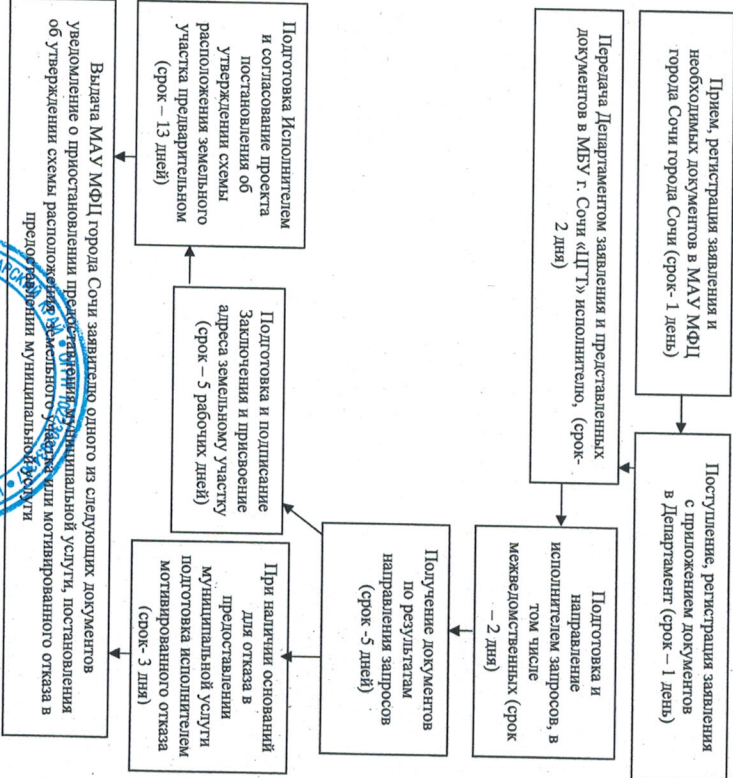 Прием, регистрация заявления и
необходимых документов в МАУ МФЦ
города Сочи города Сочи (срок- 1 день)
Поступление, регистрация заявления
с приложением документов
в Департамент (срок – 1 день)
Передача Департаментом заявления и представленных
документов в МБУ г. Сочи «ЦГТ» исполнителю, (срок-
2 дня)
Подготовка и
направление
исполнителем запросов, в
том числе
межведомственных (срок
– 2 дня)
Получение документов
по результатам
направления запросов
(срок -5 дней)
Подготовка и подписание
Заключения и присвоение
адреса земельному участку
(срок – 5 рабочих дней)
Подготовка Исполнителем
и согласование проекта
постановления об
утверждении схемы
расположения земельного
участка предварительном
(срок – 13 дней)
При наличии оснований
для отказа в
предоставлении
муниципальной услуги
подготовка исполнителем
мотивированного отказа
(срок- 3 дня)
Выдача МАУ МФЦ города Сочи заявителю одного из следующих документов
уведомление о приостановлении предоставления муниципальной услуги, постановления
об утверждении схемы расположения земельного участка или мотивированного отказа в
предоставлении муниципальной услуги